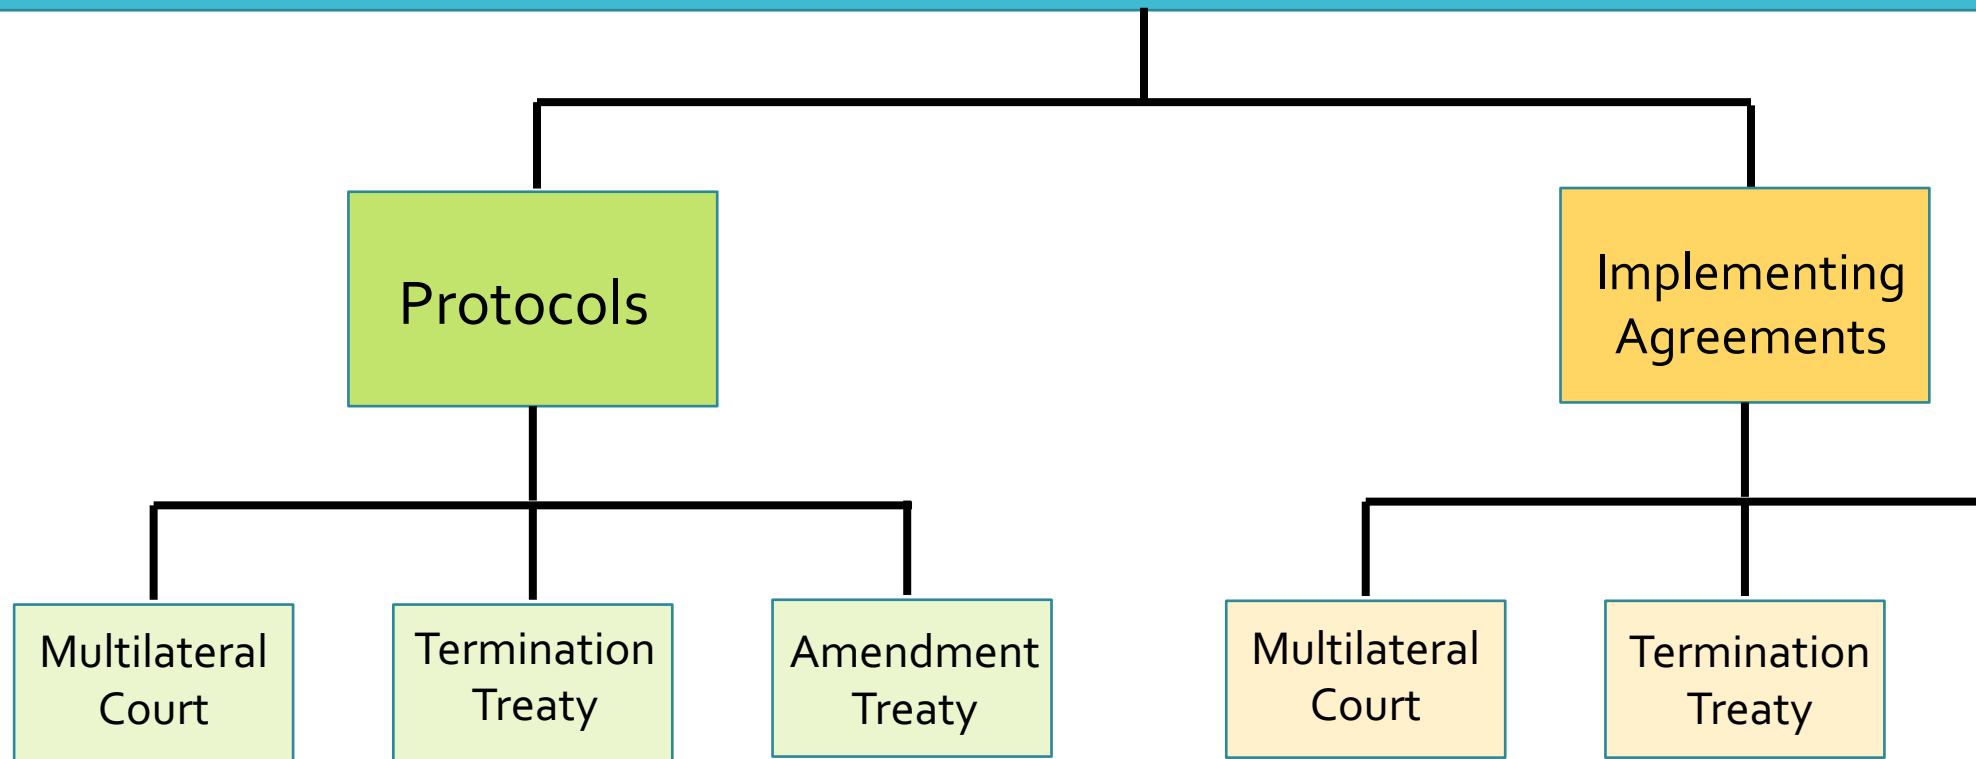 Protocols
Implementing
Agreements
Multilateral
Court
Termination
Treaty
Amendment
Treaty
Multilateral
Court
Termination
Treaty